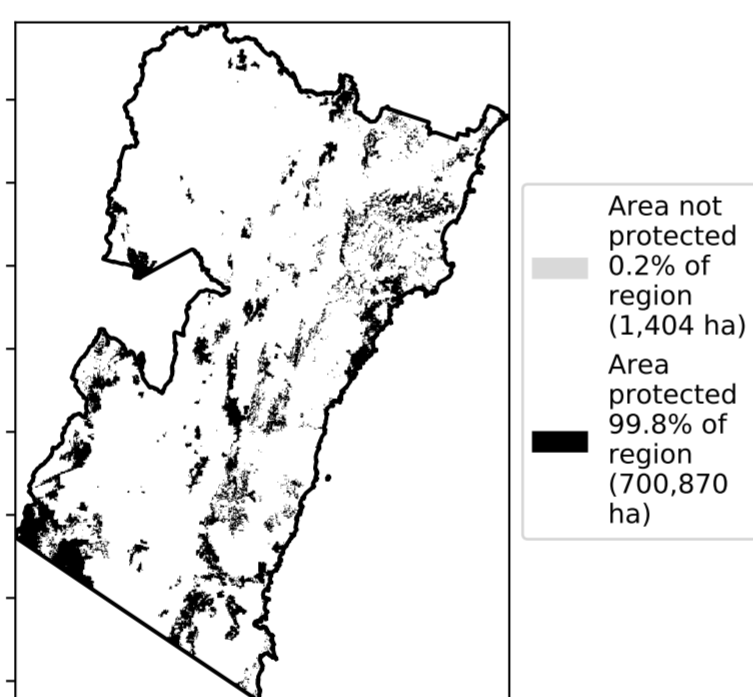 Area not
protected
0.2% of
region
(1,404 ha)
Area
protected
99.8% of
region
(700,870
ha)